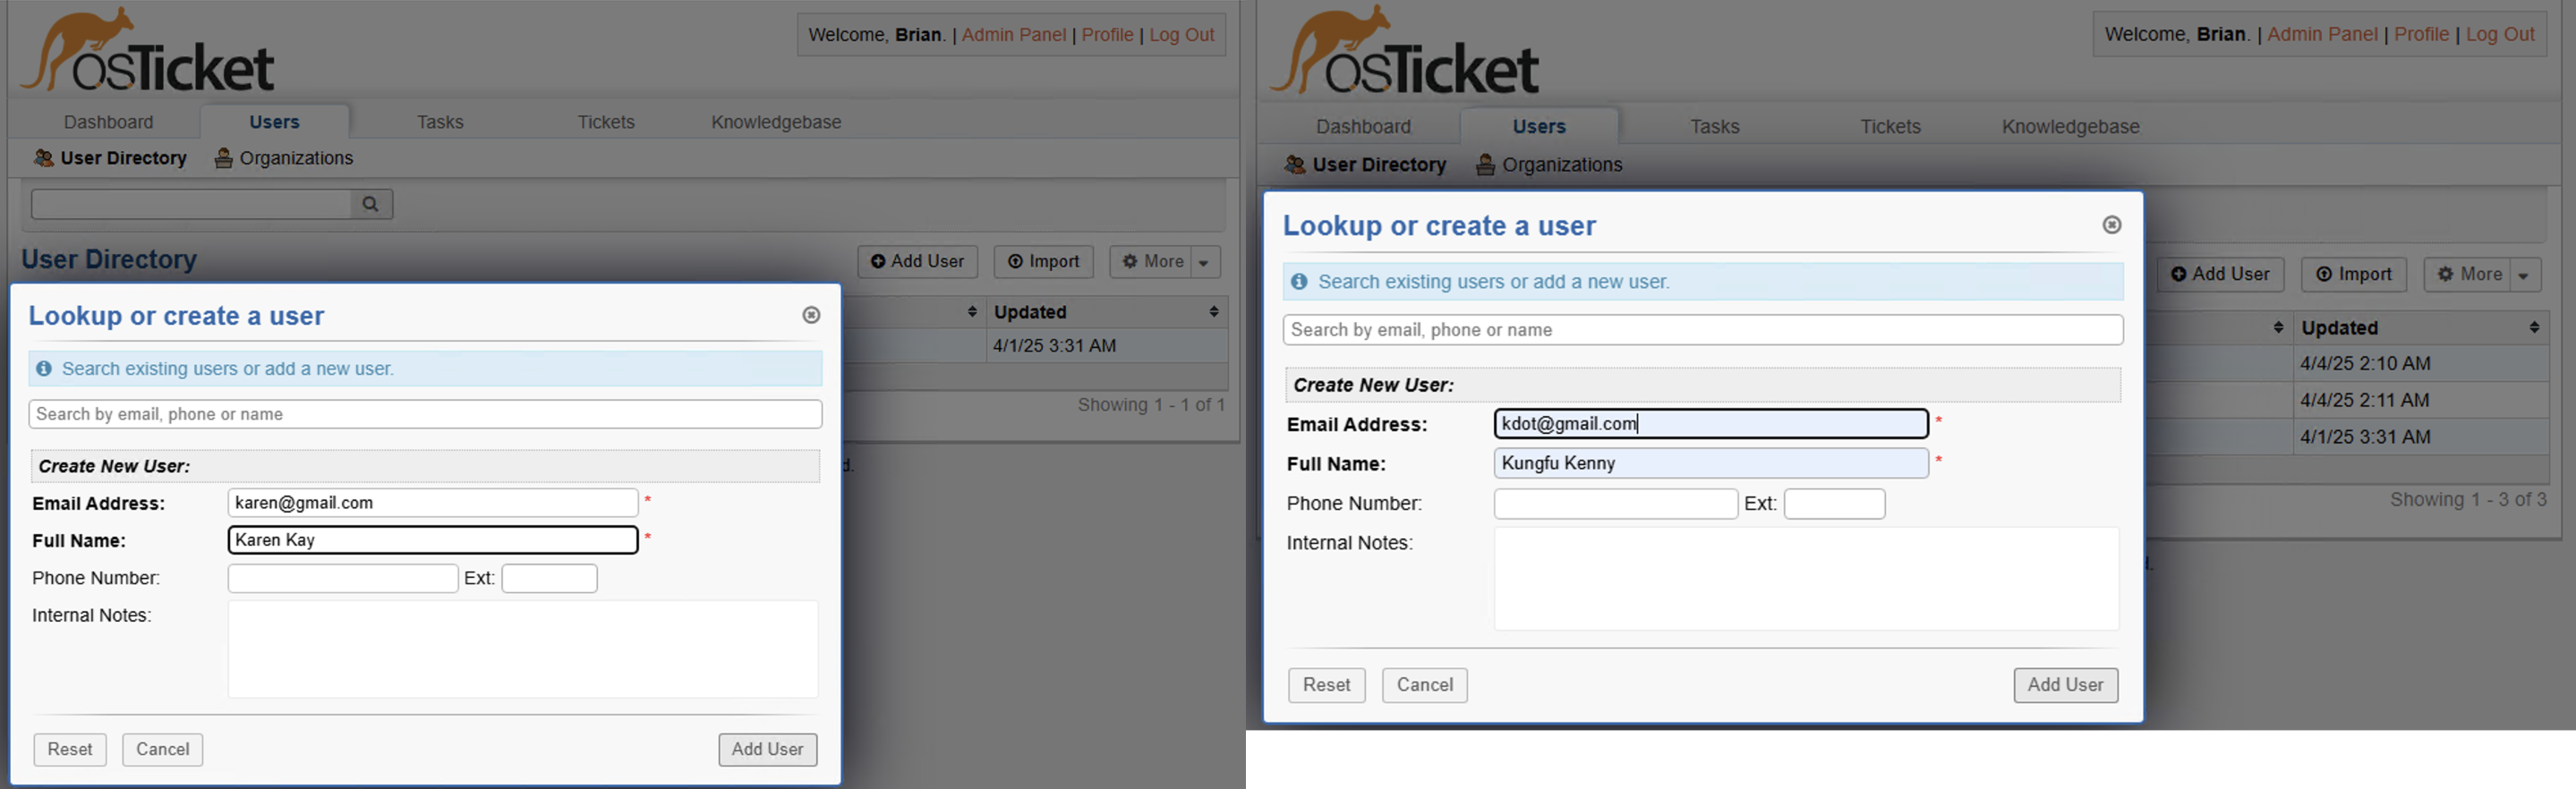 osTicket
Welcome, Brian. | Admin Panel | Profile | Log Out
Dashboard Users Tasks Tickets Knowledgebase
User Directory Organizations
User Directory
Add User Import More
Updated
4/1/25 3:31 AM
Showing 1 - 1 of 1
d.
Lookup or create a user
Search existing users or add a new user.
Search by email, phone or name
Create New User:
Email Address: karen@gmail.com *
Full Name: Karen Kay *
Phone Number: Ext:
Internal Notes:
Reset Cancel Add User
osTicket
Welcome, Brian. | Admin Panel | Profile | Log Out
Dashboard Users Tasks Tickets Knowledgebase
User Directory Organizations
Add User Import More
Updated
4/4/25 2:10 AM
4/4/25 2:11 AM
4/1/25 3:31 AM
Showing 1 - 3 of 3
Lookup or create a user
Search existing users or add a new user.
Search by email, phone or name
Create New User:
Email Address: kdot@gmail.com *
Full Name: Kungfu Kenny *
Phone Number: Ext:
Internal Notes:
Reset Cancel Add User